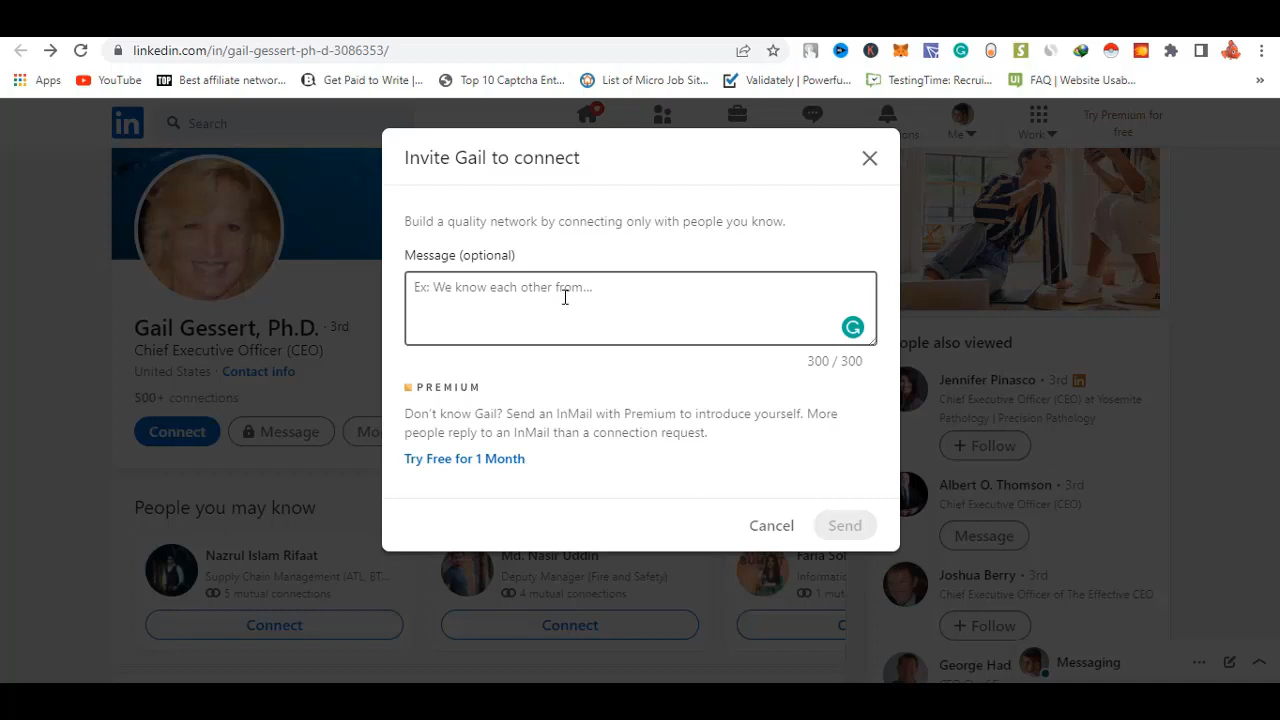 linkedin.com/in/gail-gessert-ph-d-3086353/
Apps YouTube Best affiliate networ... Get Paid to Write |... Top 10 Captcha Ent... List of Micro Job Sit... Validately | Powerfu... TestingTime: Recrui... FAQ | Website Usab... »
in Search
Me Work Try Premium for
free
Invite Gail to connect
Build a quality network by connecting only with people you know.
Message (optional)
Ex: We know each other from...
300 / 300
PREMIUM
Don't know Gail? Send an InMail with Premium to introduce yourself. More
people reply to an InMail than a connection request.
Try Free for 1 Month
Cancel Send
Gail Gessert, Ph.D. · 3rd
Chief Executive Officer (CEO)
United States · Contact info
500+ connections
Connect Message
People you may know
Nazrul Islam Rifaat
Supply Chain Management (ATL, BT...
5 mutual connections
Connect
Md. Nasir Uddin
Deputy Manager (Fire and Safety)
4 mutual connections
Connect
Jennifer Pinasco · 3rd in
Chief Executive Officer (CEO) at Yosemite
Pathology | Precision Pathology
+ Follow
Albert O. Thomson · 3rd
Chief Executive Officer (CEO)
Message
Joshua Berry · 3rd
Chief Executive Officer of The Effective CEO
+ Follow
George Had
Messaging